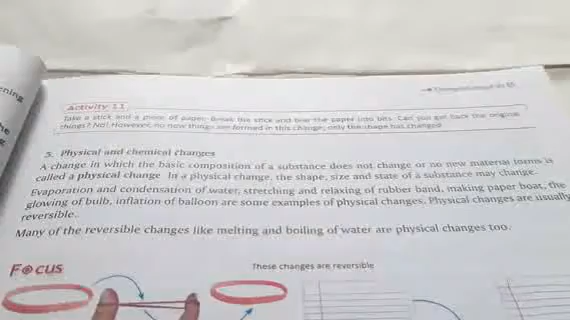 ening
he
Activity 1.1
Take a stick and a piece of paper. Break the stick and tear the paper into bits. Can you get back the original
things? No! However, no new things are formed in this change, only the shape has changed.
5. Physical and chemical changes
A change in which the basic composition of a substance does not change or no new material forms is
called a physical change. In a physical change, the shape, size and state of a substance may change.
Evaporation and condensation of water, stretching and relaxing of rubber band, making paper boat, the
glowing of bulb, inflation of balloon are some examples of physical changes. Physical changes are usually
reversible.
Many of the reversible changes like melting and boiling of water are physical changes too.
FOCUS
These changes are reversible